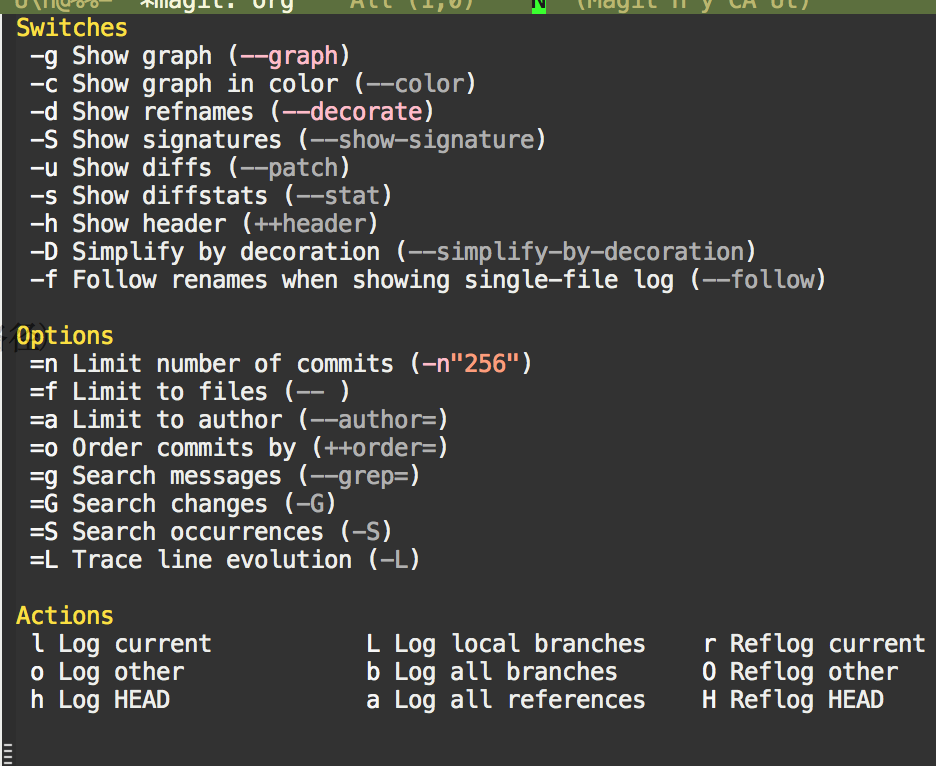 *magit: org All (1,0) N (Magit
Switches
-g Show graph (--graph)
-c Show graph in color (--color)
-d Show refnames (--decorate)
-S Show signatures (--show-signature)
-u Show diffs (--patch)
-s Show diffstats (--stat)
-h Show header (++header)
-D Simplify by decoration (--simplify-by-decoration)
-f Follow renames when showing single-file log (--follow)
Options
=n Limit number of commits (-n"256")
=f Limit to files (-- )
=a Limit to author (--author=)
=o Order commits by (++order=)
=g Search messages (--grep=)
=G Search changes (-G)
=S Search occurrences (-S)
=L Trace line evolution (-L)
Actions
l Log current L Log local branches r Reflog current
o Log other b Log all branches O Reflog other
h Log HEAD a Log all references H Reflog HEAD